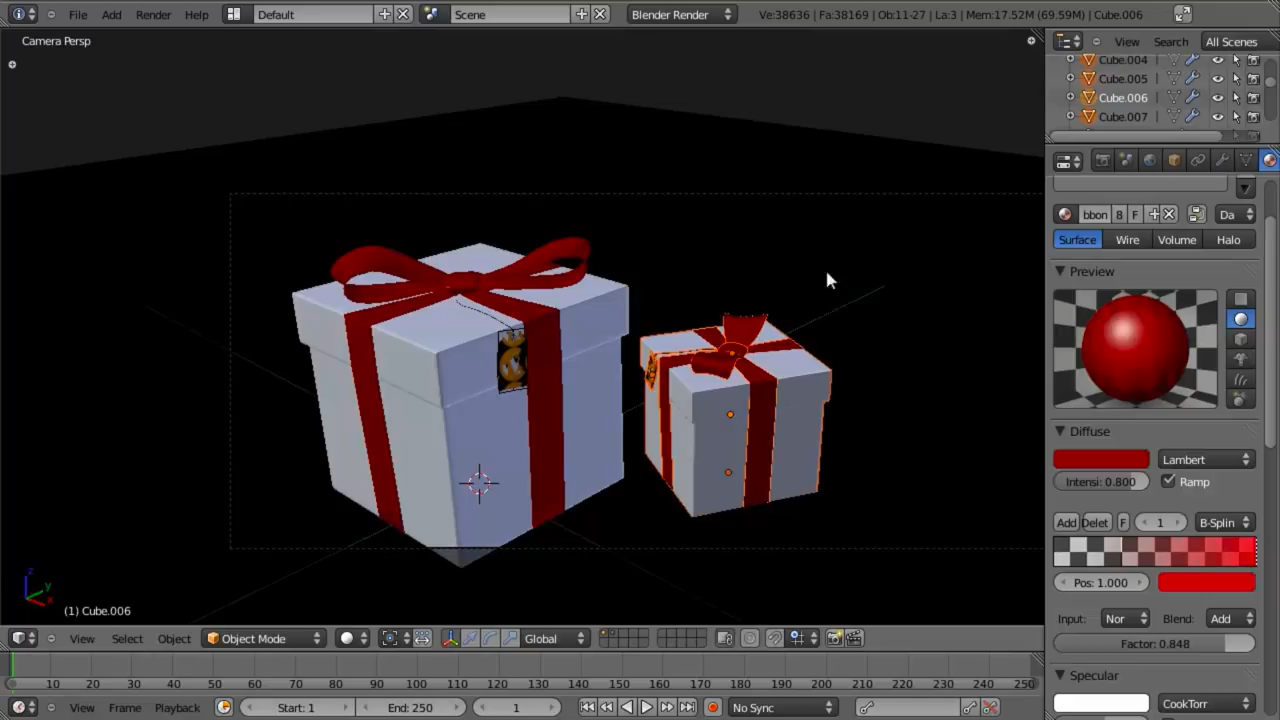 File Add Render Help Default Scene Blender Render Ve:38636 | Fa:38169 | Ob:11-27 | La:3 | Mem:17.52M (69.59M) | Cube.006
Camera Persp
View Search All Scenes
Cube.004
Cube.005
Cube.006
Cube.007
bbon 8 F Da
Surface Wire Volume Halo
Preview
Diffuse
Lambert
Intensi: 0.800 Ramp
Add Delet F 1 B-Splin
Pos: 1.000
Input: Nor Blend: Add
Factor: 0.848
Specular
CookTorr
z
y
x
(1) Cube.006
View Select Object Object Mode Global
10 20 30 40 50 60 70 80 90 100 110 120 130 140 150 160 170 180 190 200 210 220 230 240 250
View Frame Playback Start: 1 End: 250 1 No Sync